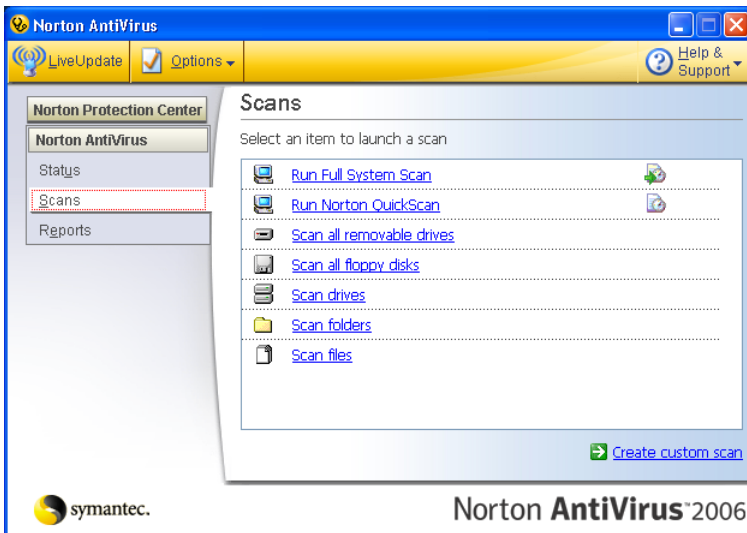 Norton AntiVirus
LiveUpdate
Options
Help & Support
Norton Protection Center
Norton AntiVirus
Status
Scans
Reports
Scans
Select an item to launch a scan
Run Full System Scan
Run Norton QuickScan
Scan all removable drives
Scan all floppy disks
Scan drives
Scan folders
Scan files
Create custom scan
symantec.
Norton AntiVirus™2006